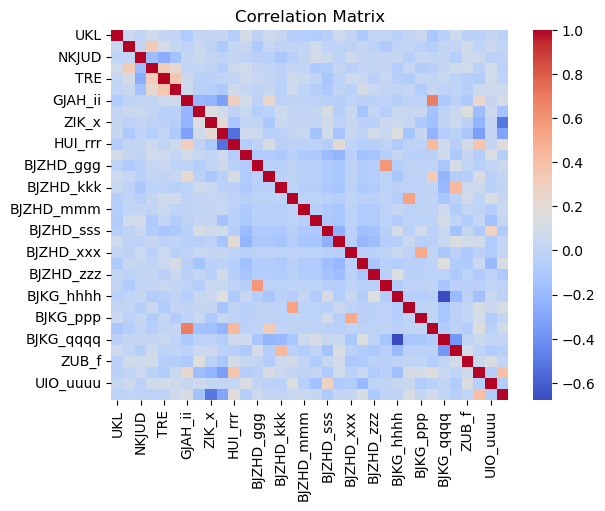 Correlation Matrix
UKL
NKJUD
TRE
GJAH_ii
ZIK_x
HUI_rrr
BJZHD_ggg
BJZHD_kkk
BJZHD_mmm
BJZHD_sss
BJZHD_xxx
BJZHD_zzz
BJKG_hhhh
BJKG_ppp
BJKG_qqqq
ZUB_f
UIO_uuuu
UKL
NKJUD
TRE
GJAH_ii
ZIK_x
HUI_rrr
BJZHD_ggg
BJZHD_kkk
BJZHD_mmm
BJZHD_sss
BJZHD_xxx
BJZHD_zzz
BJKG_hhhh
BJKG_ppp
BJKG_qqqq
ZUB_f
UIO_uuuu
1.0
0.8
0.6
0.4
0.2
0.0
−0.2
−0.4
−0.6